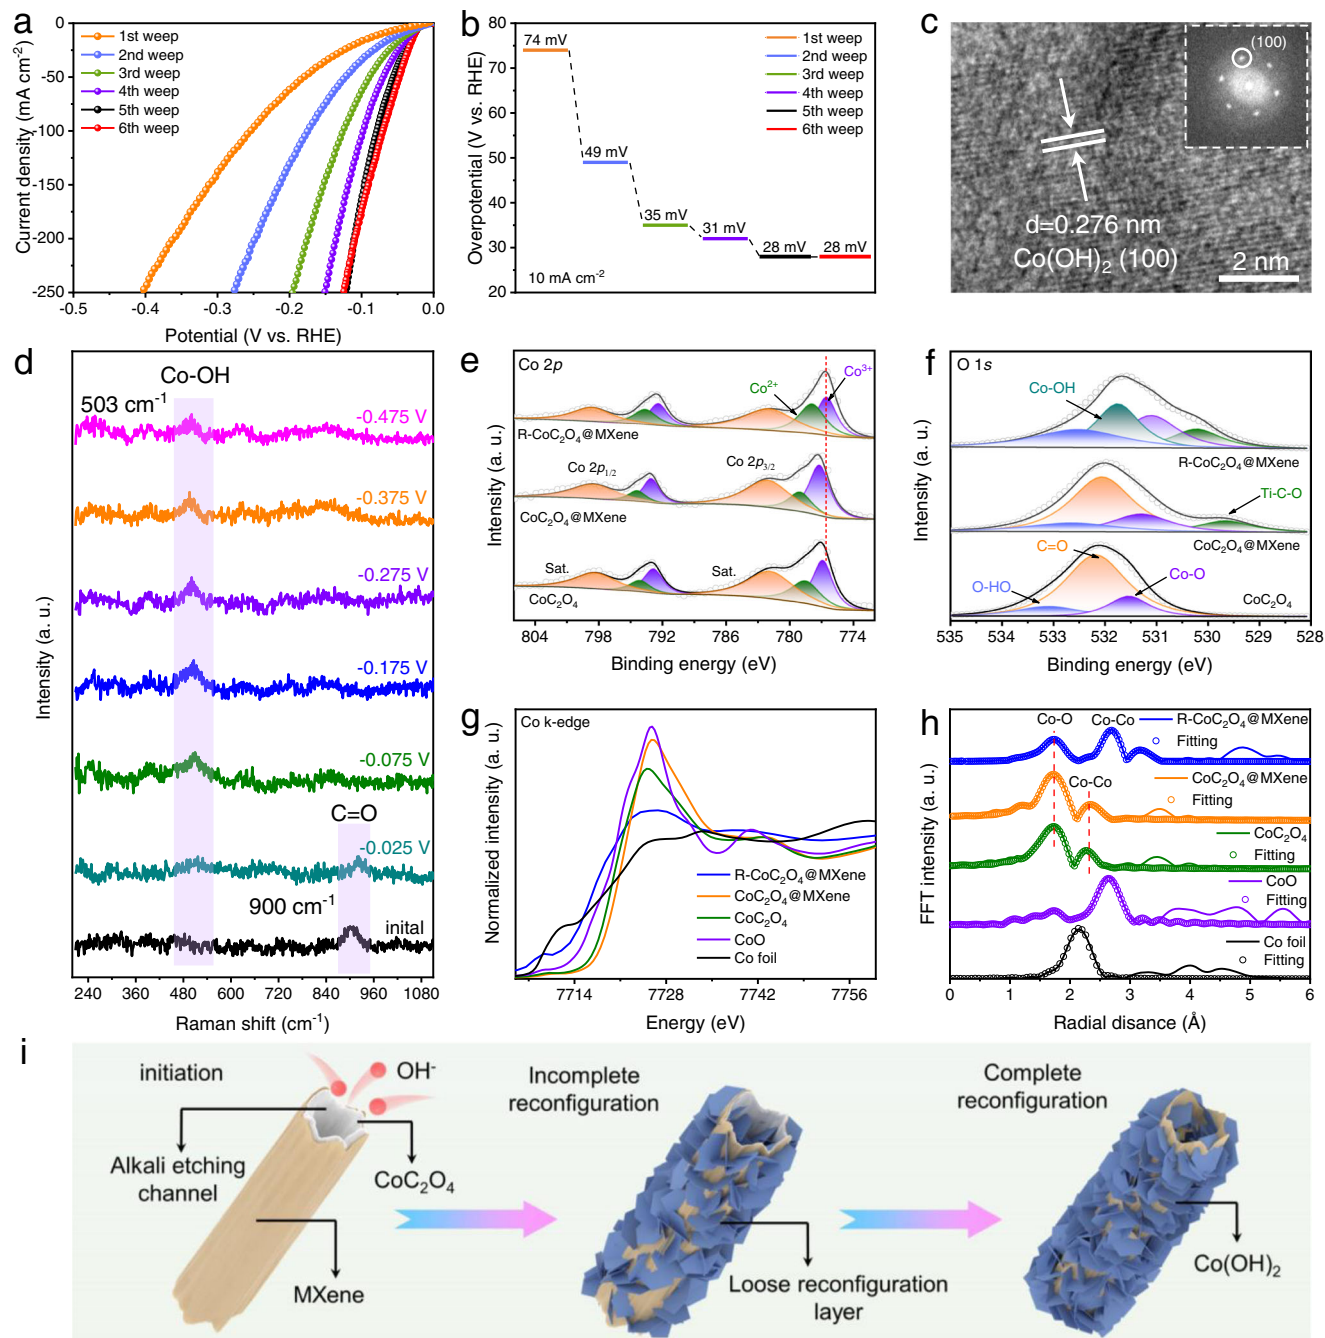 a
Current density (mA cm-2)
0
-50
-100
-150
-200
-250
-0.5
-0.4
-0.3
-0.2
-0.1
0.0
Potential (V vs. RHE)
1st weep
2nd weep
3rd weep
4th weep
5th weep
6th weep
b
Overpotential (V vs. RHE)
80
70
60
50
40
30
20
74 mV
49 mV
35 mV
31 mV
28 mV
28 mV
10 mA cm-2
1st weep
2nd weep
3rd weep
4th weep
5th weep
6th weep
c
(100)
d=0.276 nm
Co(OH)2 (100)
2 nm
d
Co-OH
503 cm-1
-0.475 V
-0.375 V
-0.275 V
-0.175 V
-0.075 V
C=O
-0.025 V
900 cm-1
inital
Intensity (a. u.)
240
360
480
600
720
840
960
1080
Raman shift (cm-1)
e
Co 2p
Co2+
Co3+
R-CoC2O4@MXene
Co 2p1/2
Co 2p3/2
CoC2O4@MXene
Sat.
Sat.
CoC2O4
Intensity (a. u.)
804
798
792
786
780
774
Binding energy (eV)
f
O 1s
Co-OH
R-CoC2O4@MXene
Ti-C-O
CoC2O4@MXene
C=O
O-HO
Co-O
CoC2O4
Intensity (a. u.)
535
534
533
532
531
530
529
528
Binding energy (eV)
g
Co k-edge
Normalized intensity (a. u.)
R-CoC2O4@MXene
CoC2O4@MXene
CoC2O4
CoO
Co foil
7714
7728
7742
7756
Energy (eV)
h
Co-O
Co-Co
R-CoC2O4@MXene
Fitting
Co-Co
CoC2O4@MXene
Fitting
CoC2O4
Fitting
CoO
Fitting
Co foil
Fitting
FFT intensity (a. u.)
0
1
2
3
4
5
6
Radial disance (Å)
i
initiation
OH-
Alkali etching
channel
CoC2O4
MXene
Incomplete
reconfiguration
Loose reconfiguration
layer
Complete
reconfiguration
Co(OH)2